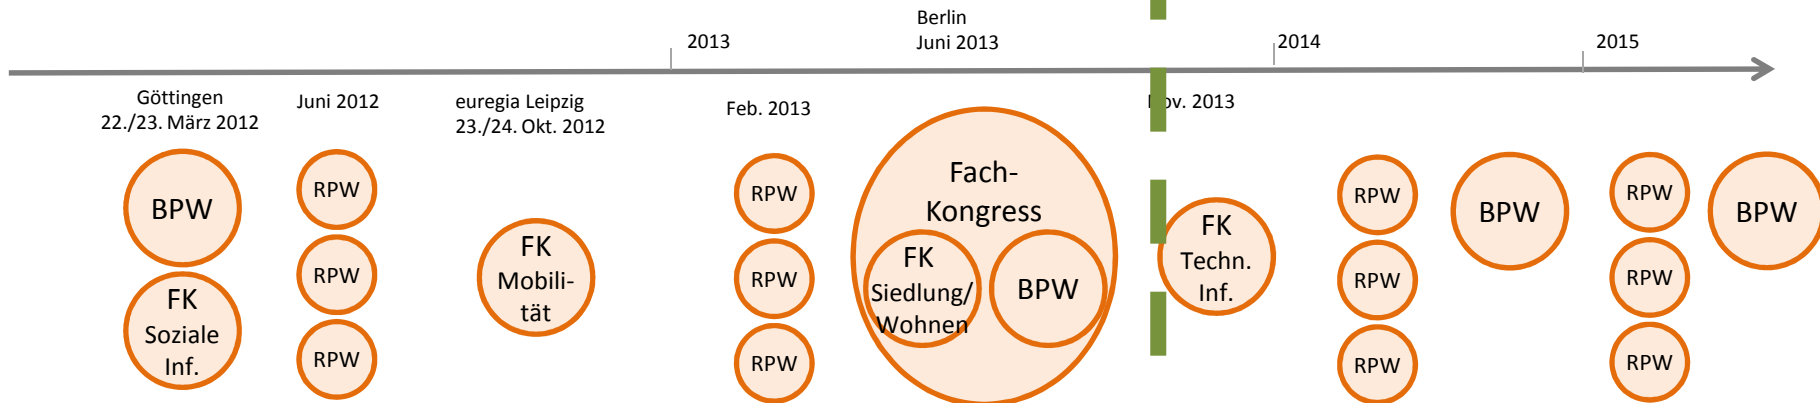 Berlin
Juni 2013
2013
2014
2015
Göttingen
22./23. März 2012
Juni 2012
euregia Leipzig
23./24. Okt. 2012
Feb. 2013
2013
BPW
FK
Soziale
Inf.
RPW
RPW
RPW
FK
Mobili-
tät
RPW
RPW
RPW
Fach-
Kongress
FK
Siedlung/
Wohnen
BPW
FK
Techn.
Inf.
RPW
RPW
RPW
BPW
RPW
RPW
RPW
BPW